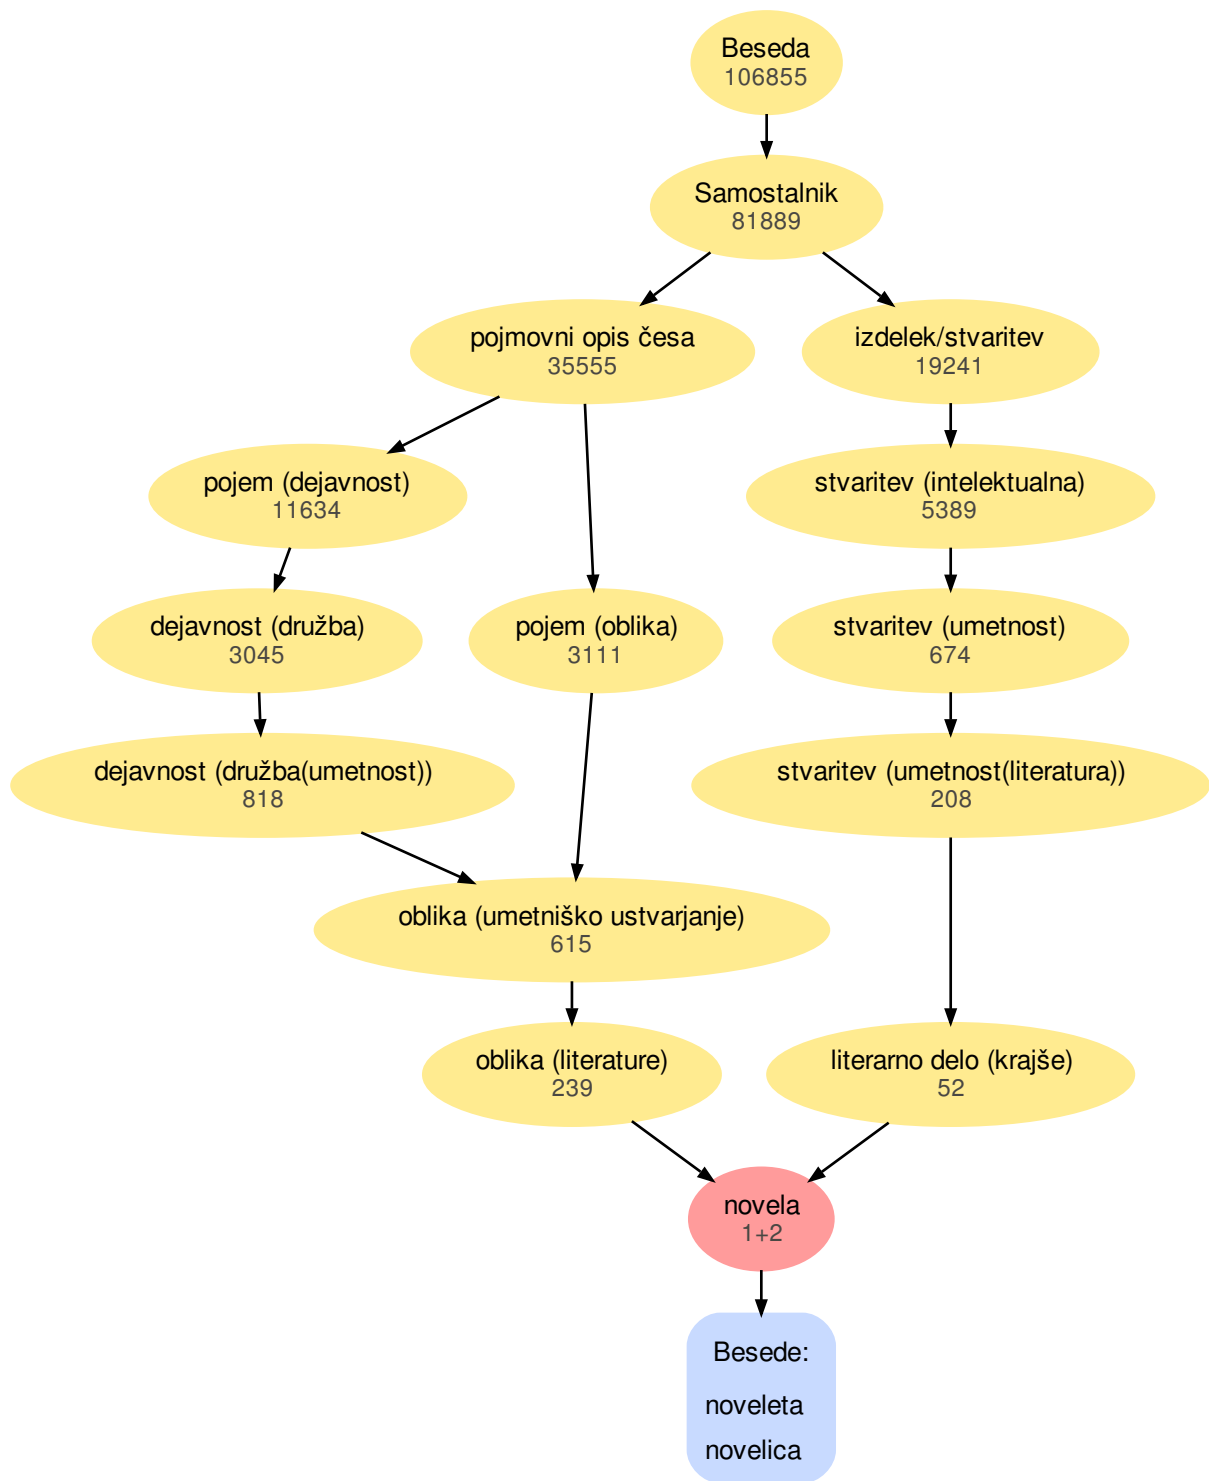 Beseda
106855
Samostalnik
81889
pojmovni opis česa
35555
izdelek/stvaritev
19241
pojem (dejavnost)
11634
stvaritev (intelektualna)
5389
dejavnost (družba)
3045
pojem (oblika)
3111
stvaritev (umetnost)
674
dejavnost (družba(umetnost))
818
stvaritev (umetnost(literatura))
208
oblika (umetniško ustvarjanje)
615
oblika (literature)
239
literarno delo (krajše)
52
novela
1+2
Besede:
noveleta
novelica